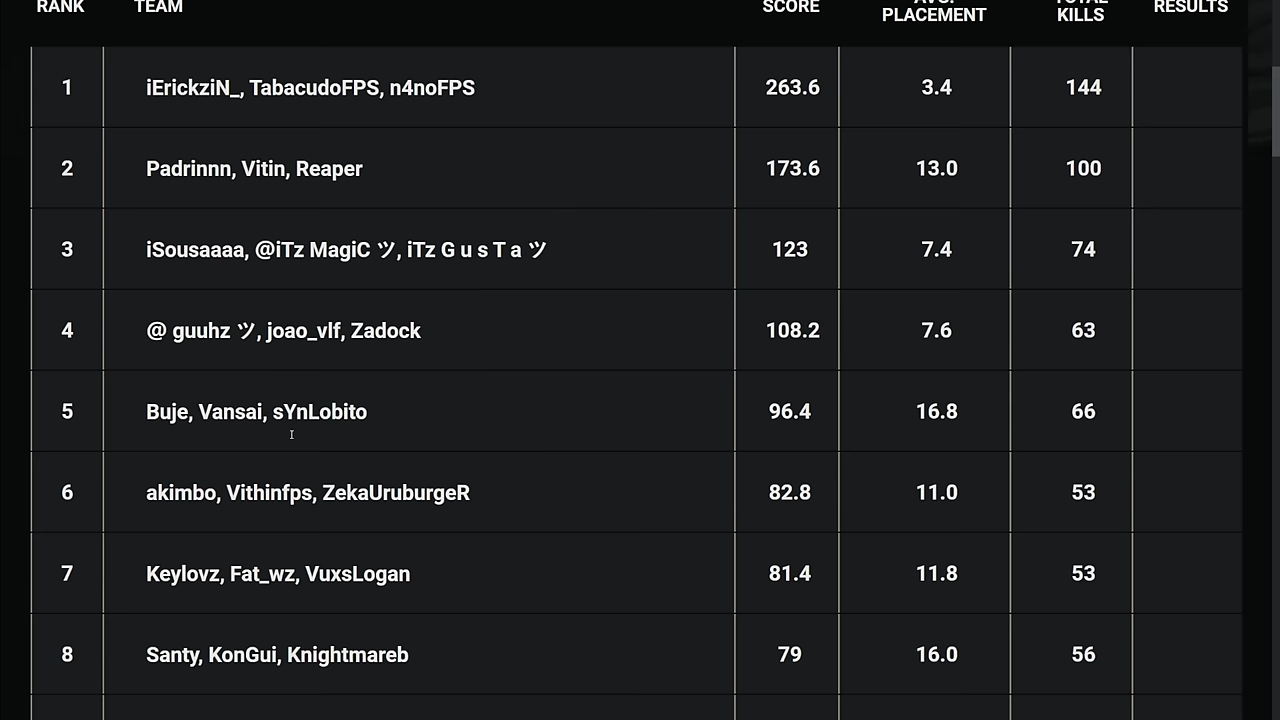 RANK TEAM SCORE AVG. PLACEMENT TOTAL KILLS RESULTS
1 iErickziN_, TabacudoFPS, n4noFPS 263.6 3.4 144
2 Padrinnn, Vitin, Reaper 173.6 13.0 100
3 iSousaaaa, @iTz MagiC ツ, iTz G u s T a ツ 123 7.4 74
4 @ guuhz ツ, joao_vlf, Zadock 108.2 7.6 63
5 Buje, Vansai, sYnLobito 96.4 16.8 66
6 akimbo, Vithinfps, ZekaUruburgeR 82.8 11.0 53
7 Keylovz, Fat_wz, VuxsLogan 81.4 11.8 53
8 Santy, KonGui, Knightmareb 79 16.0 56